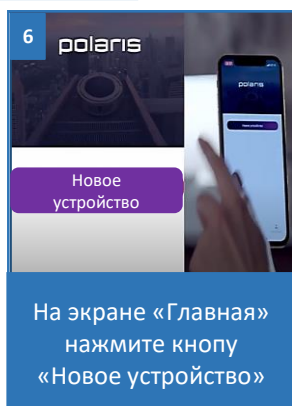 6
polaris
Новое
устройство
На экране «Главная»
нажмите кнопу
«Новое устройство»